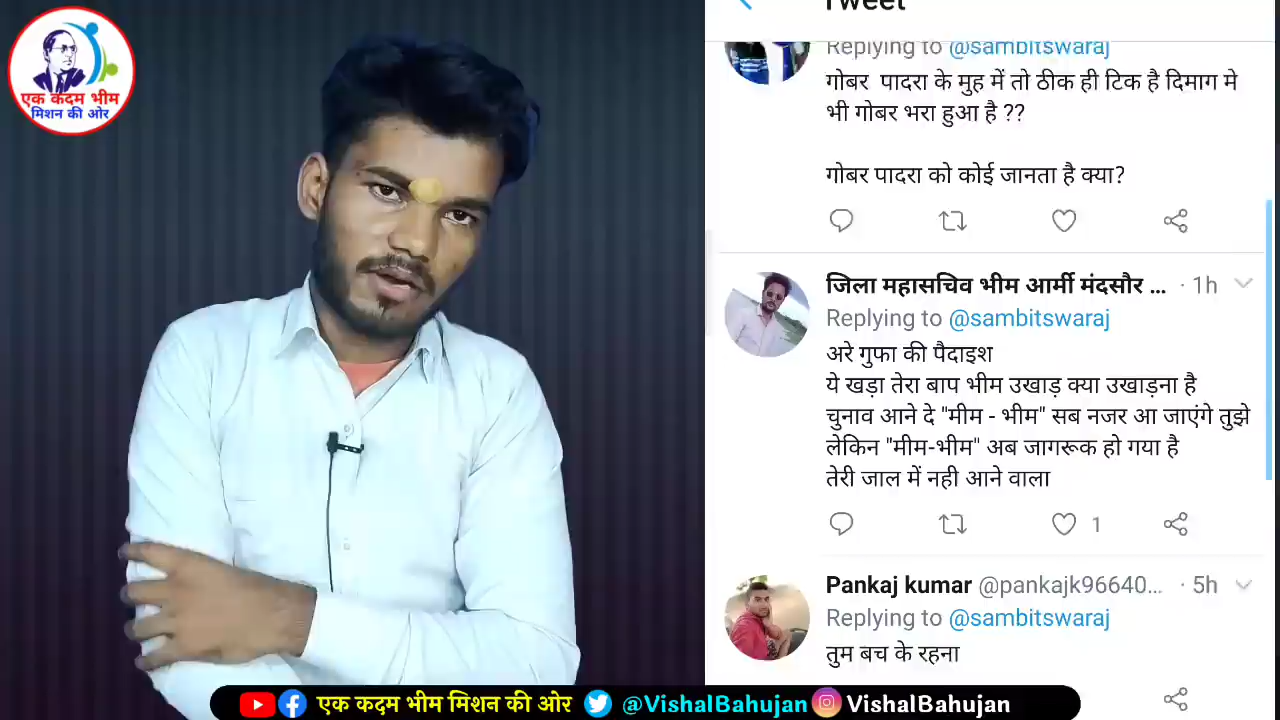 एक कदम भीम
मिशन की ओर
Tweet
Replying to @sambitswaraj
गोबर पादरा के मुह में तो ठीक ही टिक है दिमाग मे
भी गोबर भरा हुआ है ??
गोबर पादरा को कोई जानता है क्या?
जिला महासचिव भीम आर्मी मंदसौर ... · 1h
Replying to @sambitswaraj
अरे गुफा की पैदाइश
ये खड़ा तेरा बाप भीम उखाड़ क्या उखाड़ना है
चुनाव आने दे "मीम - भीम" सब नजर आ जाएंगे तुझे
लेकिन "मीम-भीम" अब जागरूक हो गया है
तेरी जाल में नही आने वाला
1
Pankaj kumar @pankajk96640... · 5h
Replying to @sambitswaraj
तुम बच के रहना
एक कदम भीम मिशन की ओर @VishalBahujan VishalBahujan